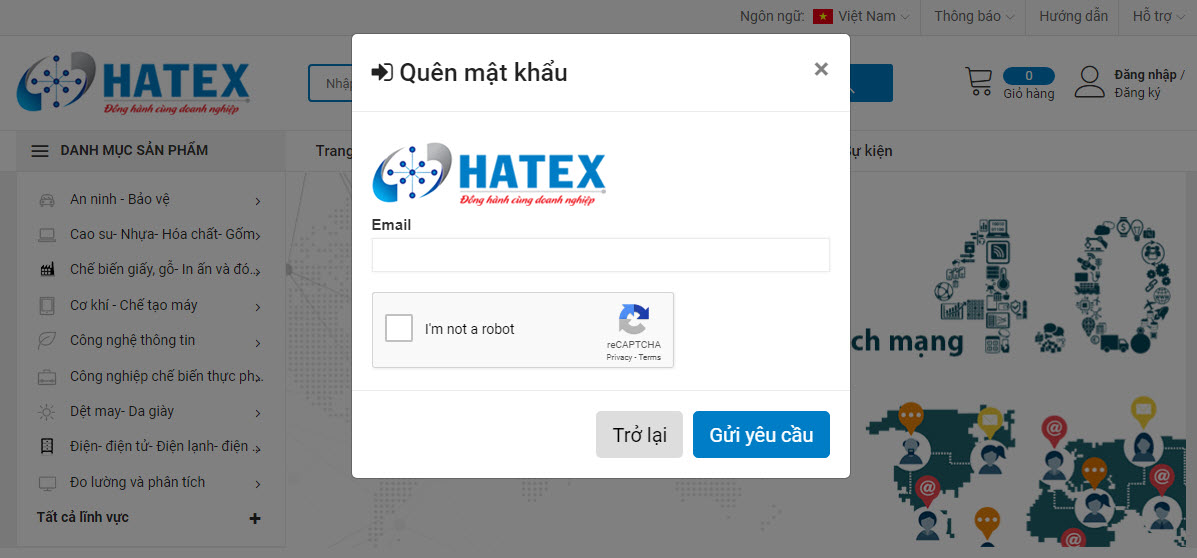 Ngôn ngữ: Việt Nam Thông báo Hướng dẫn Hỗ trợ
Quên mật khẩu ×
HATEX
Đồng hành cùng doanh nghiệp
Nhập
0
Giỏ hàng
Đăng nhập /
Đăng ký
DANH MỤC SẢN PHẨM
Trang
Sự kiện
HATEX
Đồng hành cùng doanh nghiệp
Email
I'm not a robot
reCAPTCHA
Privacy - Terms
Trở lại
Gửi yêu cầu
An ninh - Bảo vệ
Cao su- Nhựa- Hóa chất- Gốm
Chế biến giấy, gỗ- In ấn và đó..
Cơ khí - Chế tạo máy
Công nghệ thông tin
Công nghiệp chế biến thực ph..
Dệt may- Da giày
Điện- điện tử- Điện lạnh- điện ..
Đo lường và phân tích
Tất cả lĩnh vực +
ch mạng
4.0